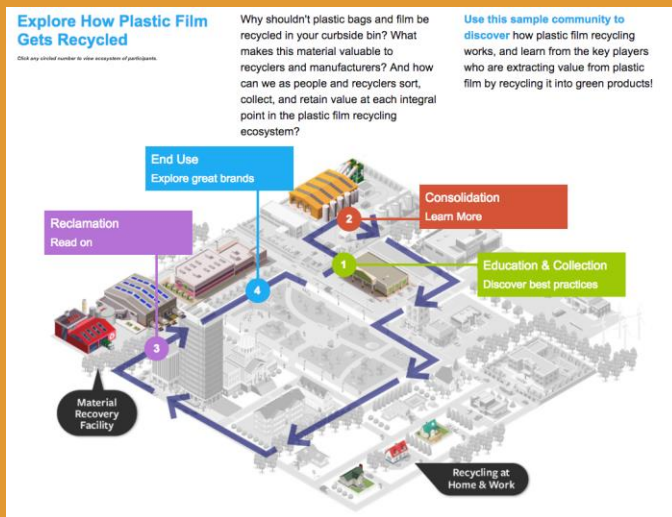 Explore How Plastic Film
Gets Recycled
Click any circled number to view ecosystem of participants.
Why shouldn't plastic bags and film be
recycled in your curbside bin? What
makes this material valuable to
recyclers and manufacturers? And how
can we as people and recyclers sort,
collect, and retain value at each integral
point in the plastic film recycling
ecosystem?
Use this sample community to
discover how plastic film recycling
works, and learn from the key players
who are extracting value from plastic
film by recycling it into green products!
End Use
Explore great brands
Consolidation
Learn More
2
Reclamation
Read on
1
Education & Collection
Discover best practices
4
3
Material
Recovery
Facility
Recycling at
Home & Work